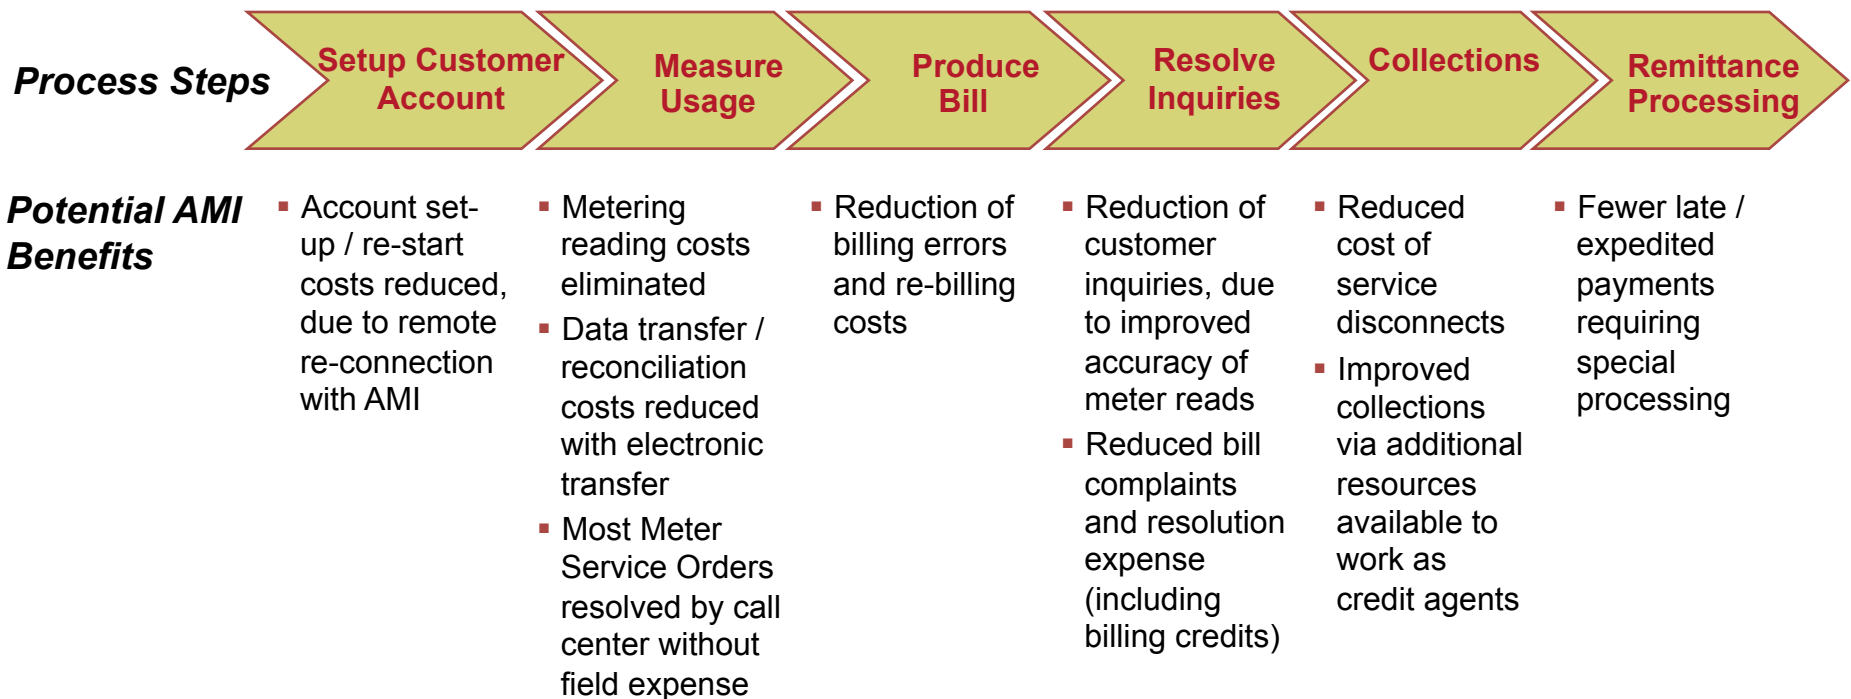 Process Steps
Setup Customer
Account
Measure
Usage
Produce
Bill
Resolve
Inquiries
Collections
Remittance
Processing
Potential AMI
Benefits
▪ Account set-
up / re-start
costs reduced,
due to remote
re-connection
with AMI
▪ Metering
reading costs
eliminated
▪ Data transfer /
reconciliation
costs reduced
with electronic
transfer
▪ Most Meter
Service Orders
resolved by call
center without
field expense
▪ Reduction of
billing errors
and re-billing
costs
▪ Reduction of
customer
inquiries, due
to improved
accuracy of
meter reads
▪ Reduced bill
complaints
and resolution
expense
(including
billing credits)
▪ Reduced
cost of
service
disconnects
▪ Improved
collections
via additional
resources
available to
work as
credit agents
▪ Fewer late /
expedited
payments
requiring
special
processing